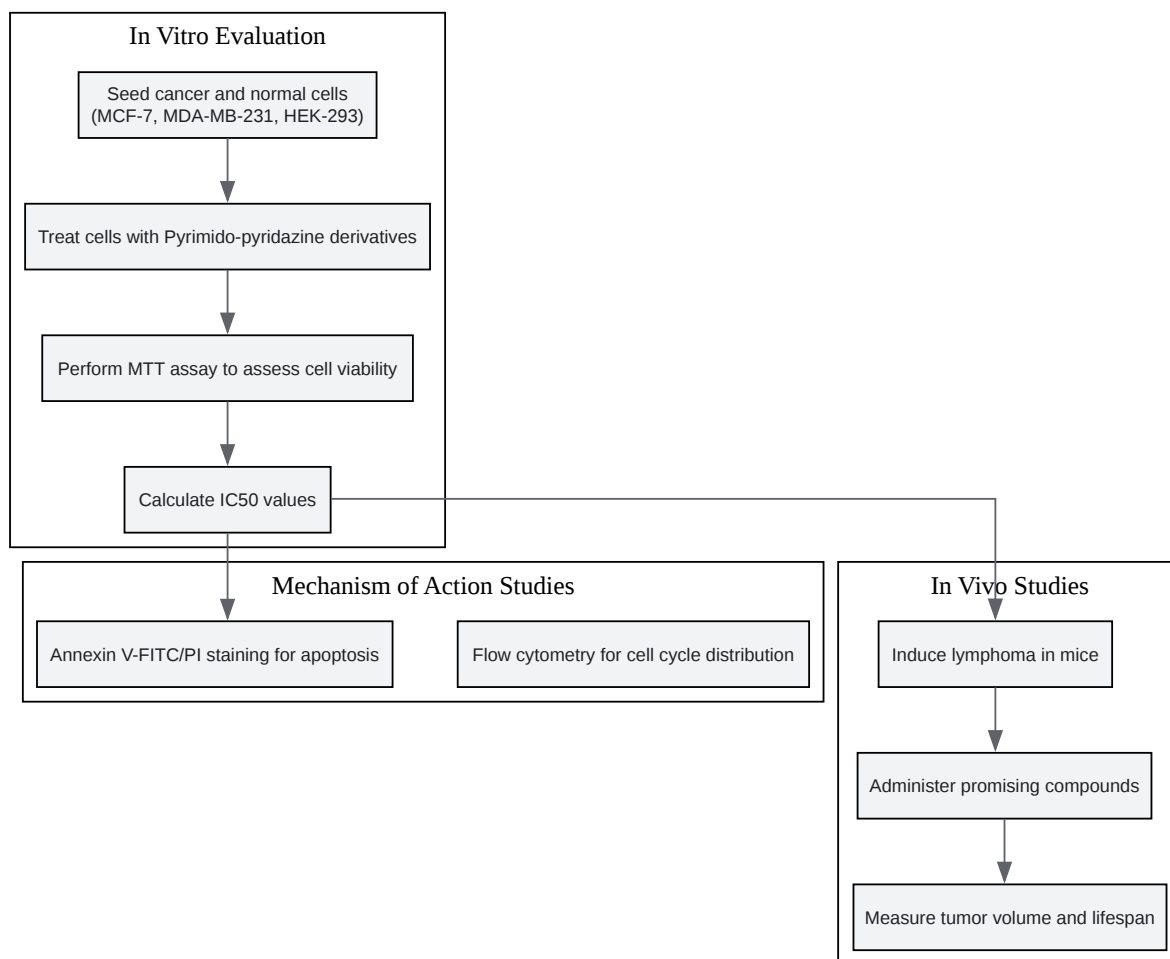 In Vitro Evaluation
Seed cancer and normal cells
(MCF-7, MDA-MB-231, HEK-293)
Treat cells with Pyrimido-pyridazine derivatives
Perform MTT assay to assess cell viability
Calculate IC50 values
Mechanism of Action Studies
Annexin V-FITC/PI staining for apoptosis
Flow cytometry for cell cycle distribution
In Vivo Studies
Induce lymphoma in mice
Administer promising compounds
Measure tumor volume and lifespan